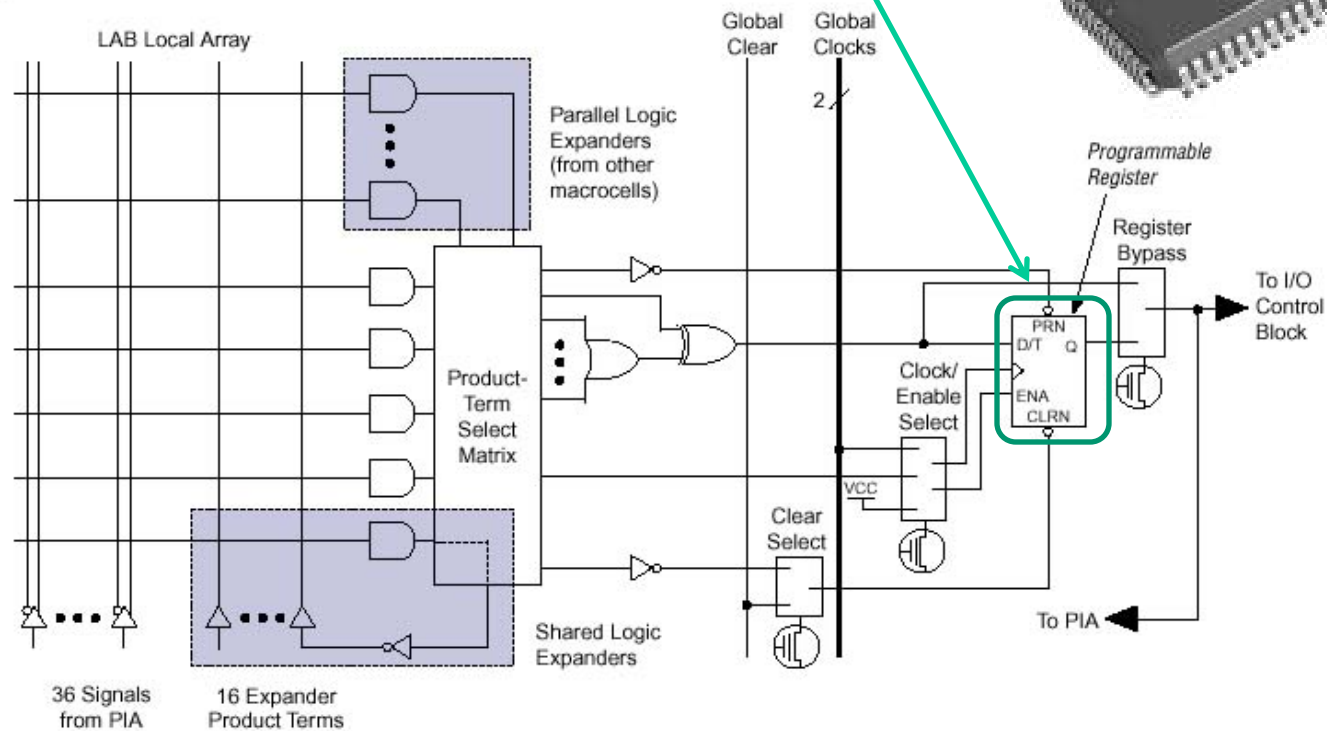 LAB Local Array
Global
Clear
Global
Clocks
2
Parallel Logic
Expanders
(from other
macrocells)
Programmable
Register
Register
Bypass
To I/O
Control
Block
PRN
D/T Q
ENA
CLRN
Clock/
Enable
Select
Product-
Term
Select
Matrix
VCC
Clear
Select
To PIA
Shared Logic
Expanders
36 Signals
from PIA
16 Expander
Product Terms